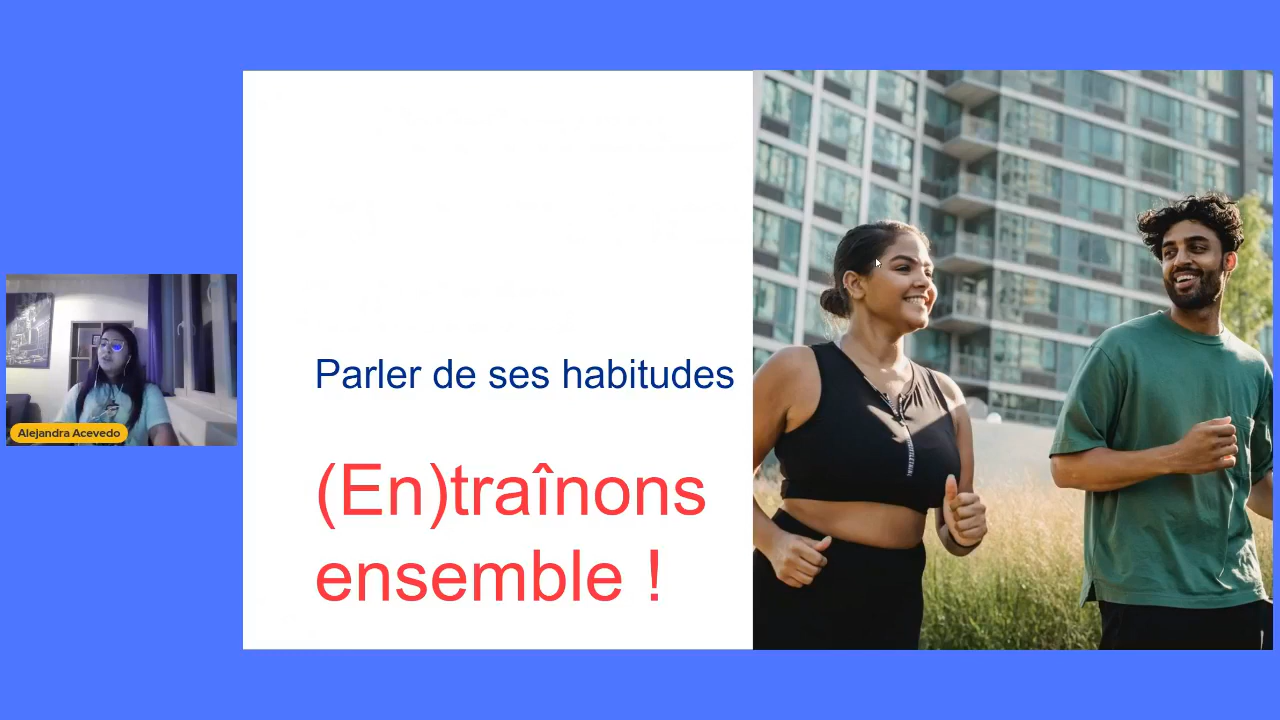 Parler de ses habitudes
(En)traînons
ensemble !
Alejandra Acevedo